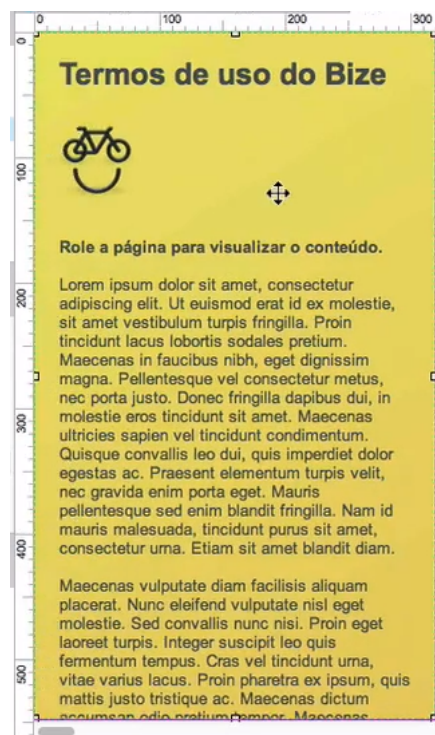 0 100 200 300
0
100
200
300
400
500
Termos de uso do Bize
Role a página para visualizar o conteúdo.
Lorem ipsum dolor sit amet, consectetur
adipiscing elit. Ut euismod erat id ex molestie,
sit amet vestibulum turpis fringilla. Proin
tincidunt lacus lobortis sodales pretium.
Maecenas in faucibus nibh, eget dignissim
magna. Pellentesque vel consectetur metus,
nec porta justo. Donec fringilla dapibus dui, in
molestie eros tincidunt sit amet. Maecenas
ultricies sapien vel tincidunt condimentum.
Quisque convallis leo dui, quis imperdiet dolor
egestas ac. Praesent elementum turpis velit,
nec gravida enim porta eget. Mauris
pellentesque sed enim blandit fringilla. Nam id
mauris malesuada, tincidunt purus sit amet,
consectetur urna. Etiam sit amet blandit diam.
Maecenas vulputate diam facilisis aliquam
placerat. Nunc eleifend vulputate nisl eget
molestie. Sed convallis nunc nisi. Proin eget
laoreet turpis. Integer suscipit leo quis
fermentum tempus. Cras vel tincidunt urna,
vitae varius lacus. Proin pharetra ex ipsum, quis
mattis justo tristique ac. Maecenas dictum
accumsan odio pretium tempor. Maecenas